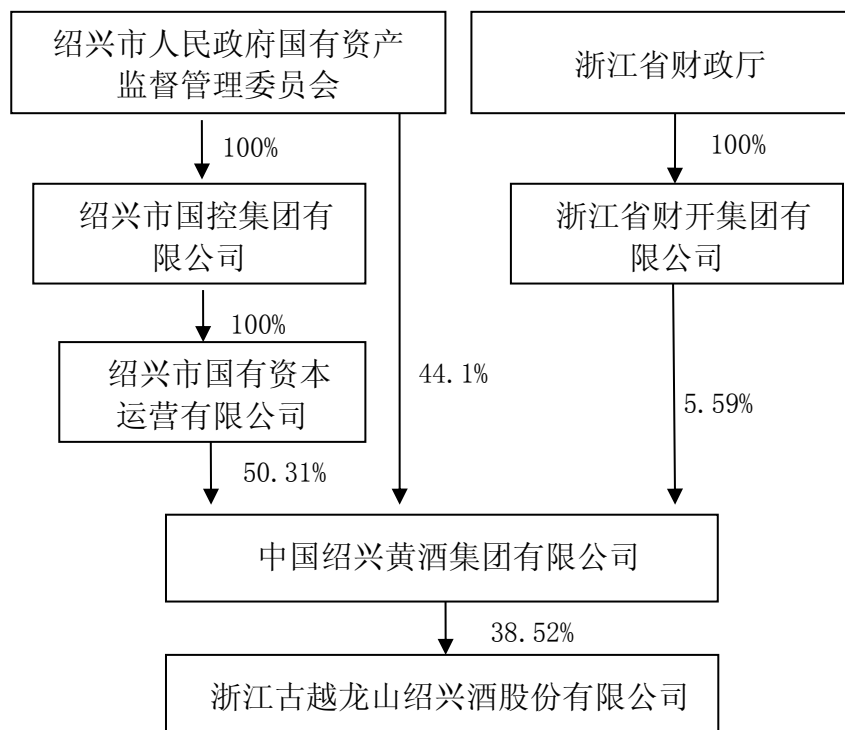 绍兴市人民政府国有资产
监督管理委员会
浙江省财政厅
100%
100%
绍兴市国控集团有
限公司
浙江省财开集团有
限公司
100%
绍兴市国有资本
运营有限公司
44.1%
5.59%
50.31%
中国绍兴黄酒集团有限公司
38.52%
浙江古越龙山绍兴酒股份有限公司